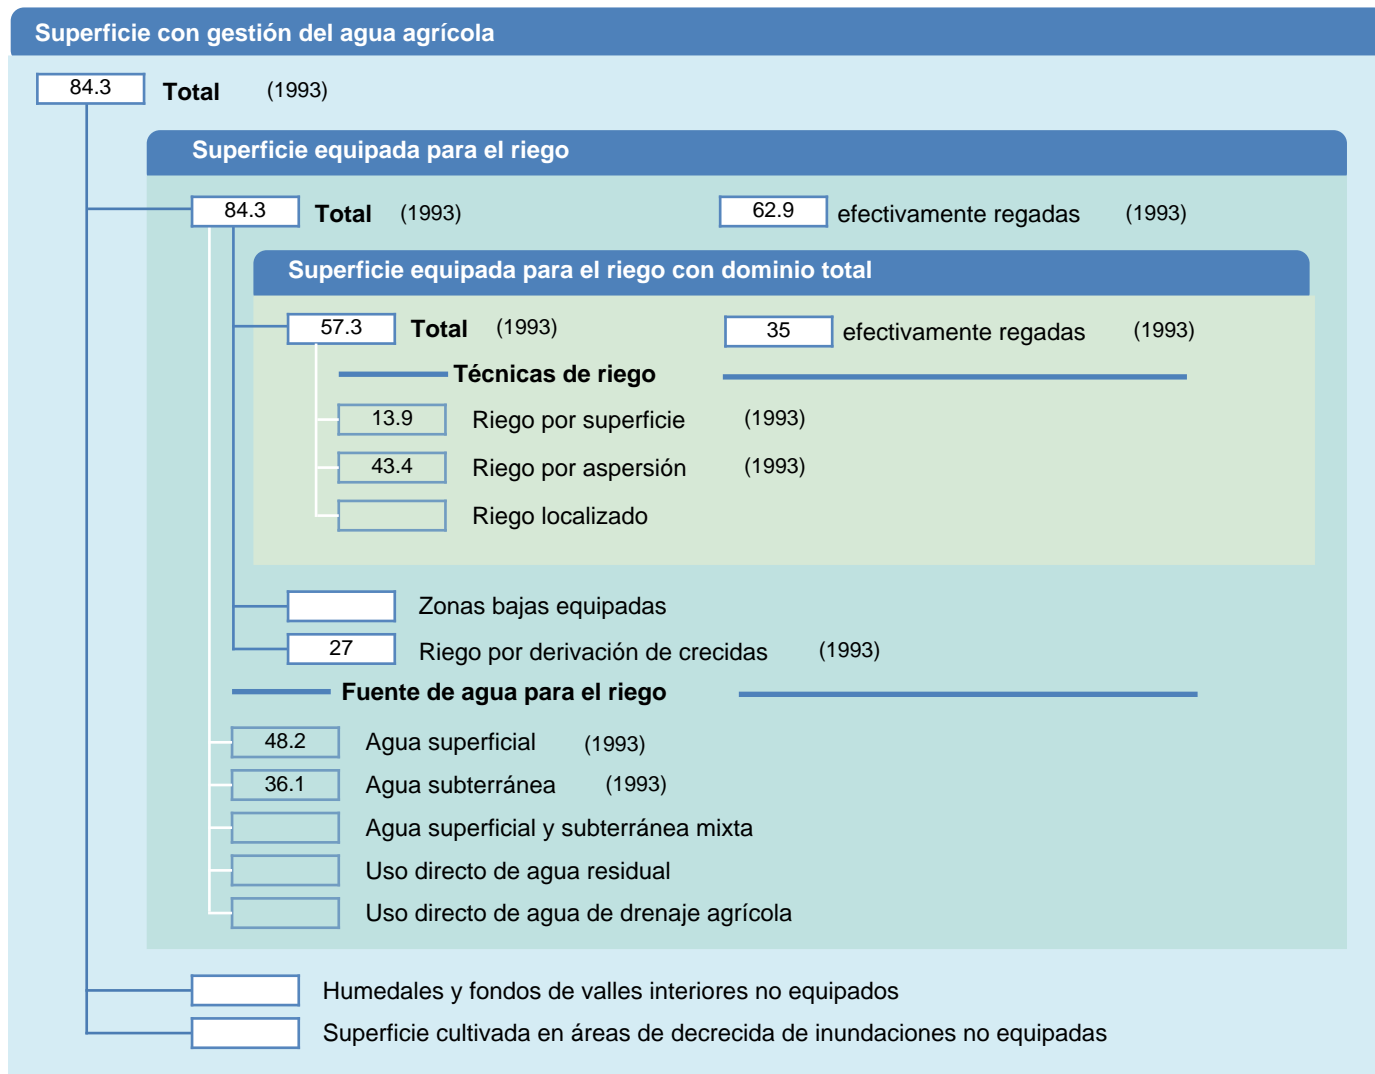 Superficie con gestión del agua agrícola
84.3 Total (1993)
Superficie equipada para el riego
84.3 Total (1993) 62.9 efectivamente regadas (1993)
Superficie equipada para el riego con dominio total
57.3 Total (1993) 35 efectivamente regadas (1993)
Técnicas de riego
13.9 Riego por superficie (1993)
43.4 Riego por aspersión (1993)
Riego localizado
Zonas bajas equipadas
27 Riego por derivación de crecidas (1993)
Fuente de agua para el riego
48.2 Agua superficial (1993)
36.1 Agua subterránea (1993)
Agua superficial y subterránea mixta
Uso directo de agua residual
Uso directo de agua de drenaje agrícola
Humedales y fondos de valles interiores no equipados
Superficie cultivada en áreas de decrecida de inundaciones no equipadas